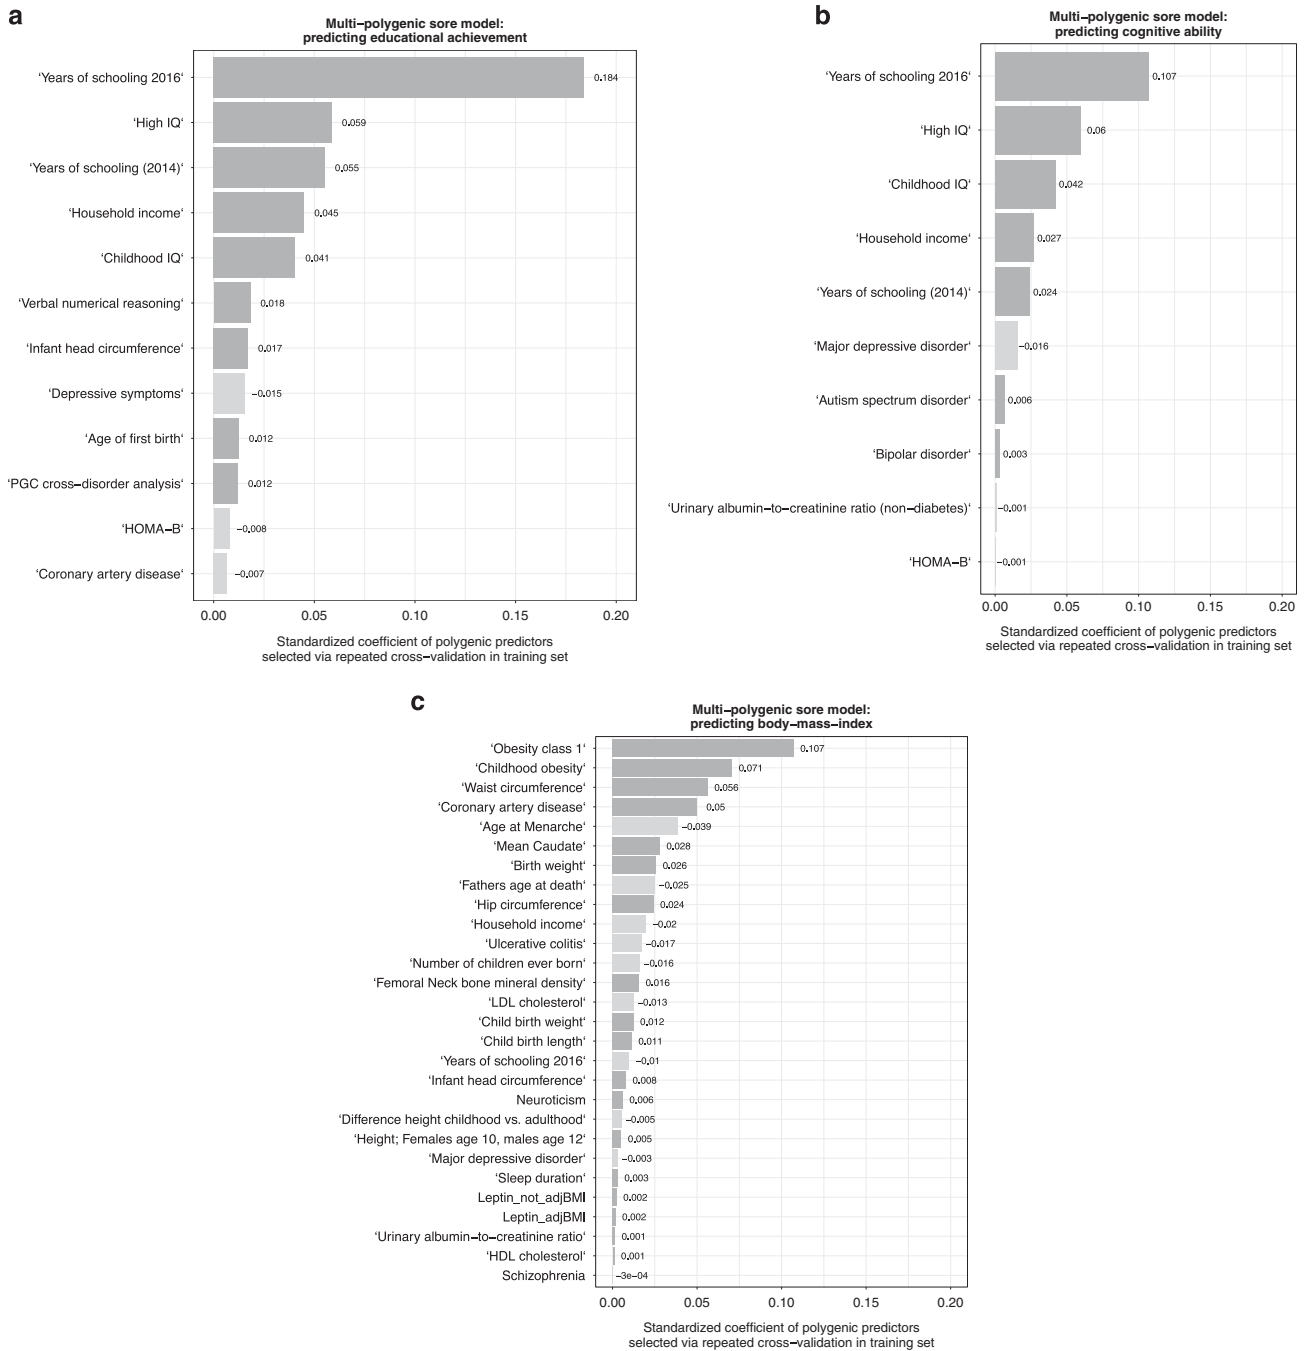 a
Multi−polygenic sore model:
predicting educational achievement
‘Years of schooling 2016‘ 0.184
‘High IQ‘ 0.059
‘Years of schooling (2014)‘ 0.055
‘Household income‘ 0.045
‘Childhood IQ‘ 0.041
‘Verbal numerical reasoning‘ 0.018
‘Infant head circumference‘ 0.017
‘Depressive symptoms‘ −0.015
‘Age of first birth‘ 0.012
‘PGC cross−disorder analysis‘ 0.012
‘HOMA−B‘ −0.008
‘Coronary artery disease‘ −0.007
0.00 0.05 0.10 0.15 0.20
Standardized coefficient of polygenic predictors
selected via repeated cross−validation in training set
b
Multi−polygenic sore model:
predicting cognitive ability
‘Years of schooling 2016‘ 0.107
‘High IQ‘ 0.06
‘Childhood IQ‘ 0.042
‘Household income‘ 0.027
‘Years of schooling (2014)‘ 0.024
‘Major depressive disorder‘ −0.016
‘Autism spectrum disorder‘ 0.006
‘Bipolar disorder‘ 0.003
‘Urinary albumin−to−creatinine ratio (non−diabetes)‘ −0.001
‘HOMA−B‘ −0.001
0.00 0.05 0.10 0.15 0.20
Standardized coefficient of polygenic predictors
selected via repeated cross−validation in training set
c
Multi−polygenic sore model:
predicting body−mass−index
‘Obesity class 1‘ 0.107
‘Childhood obesity‘ 0.071
‘Waist circumference‘ 0.056
‘Coronary artery disease‘ 0.05
‘Age at Menarche‘ −0.039
‘Mean Caudate‘ 0.028
‘Birth weight‘ 0.026
‘Fathers age at death‘ −0.025
‘Hip circumference‘ 0.024
‘Household income‘ −0.02
‘Ulcerative colitis‘ −0.017
‘Number of children ever born‘ −0.016
‘Femoral Neck bone mineral density‘ 0.016
‘LDL cholesterol‘ −0.013
‘Child birth weight‘ 0.012
‘Child birth length‘ 0.011
‘Years of schooling 2016‘ −0.01
‘Infant head circumference‘ 0.008
Neuroticism 0.006
‘Difference height childhood vs. adulthood‘ −0.005
‘Height; Females age 10, males age 12‘ 0.005
‘Major depressive disorder‘ −0.003
‘Sleep duration‘ 0.003
Leptin_not_adjBMI 0.002
Leptin_adjBMI 0.002
‘Urinary albumin−to−creatinine ratio‘ 0.001
‘HDL cholesterol‘ 0.001
Schizophrenia −3e−04
0.00 0.05 0.10 0.15 0.20
Standardized coefficient of polygenic predictors
selected via repeated cross−validation in training set